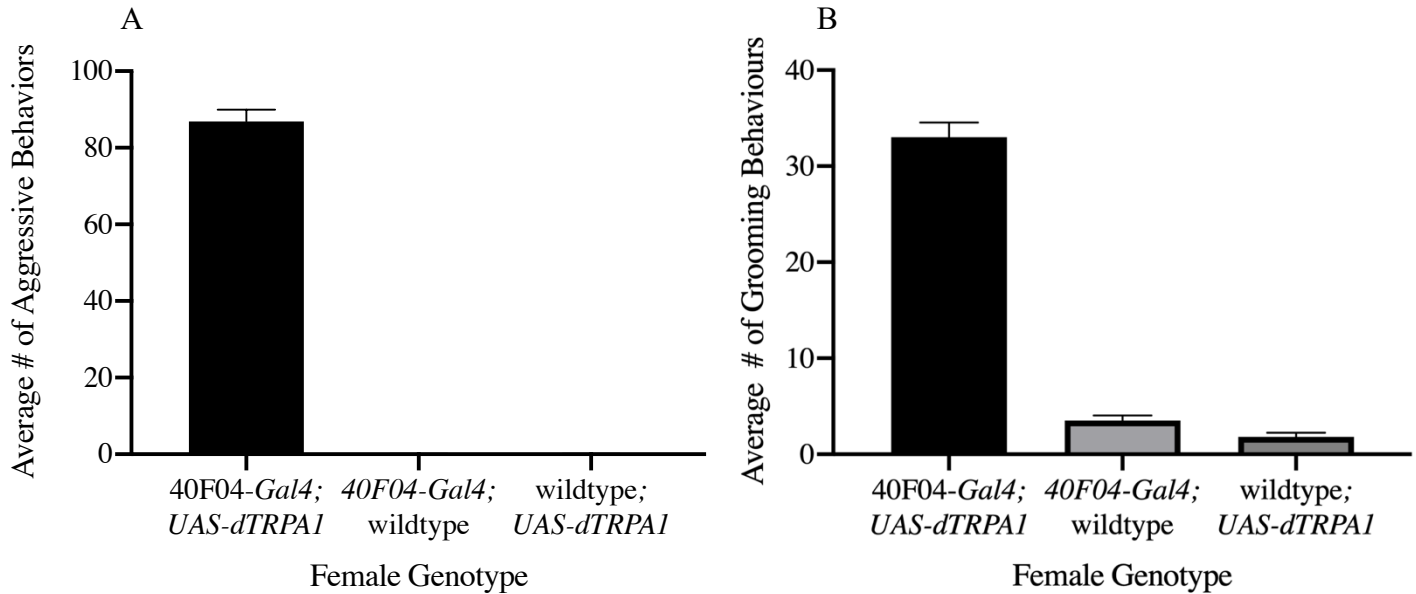 A
Average # of Aggressive Behaviors
100
80
60
40
20
0
40F04-Gal4;
UAS-dTRPA1
40F04-Gal4;
wildtype
wildtype;
UAS-dTRPA1
Female Genotype
B
Average # of Grooming Behaviours
40
30
20
10
0
40F04-Gal4;
UAS-dTRPA1
40F04-Gal4;
wildtype
wildtype;
UAS-dTRPA1
Female Genotype